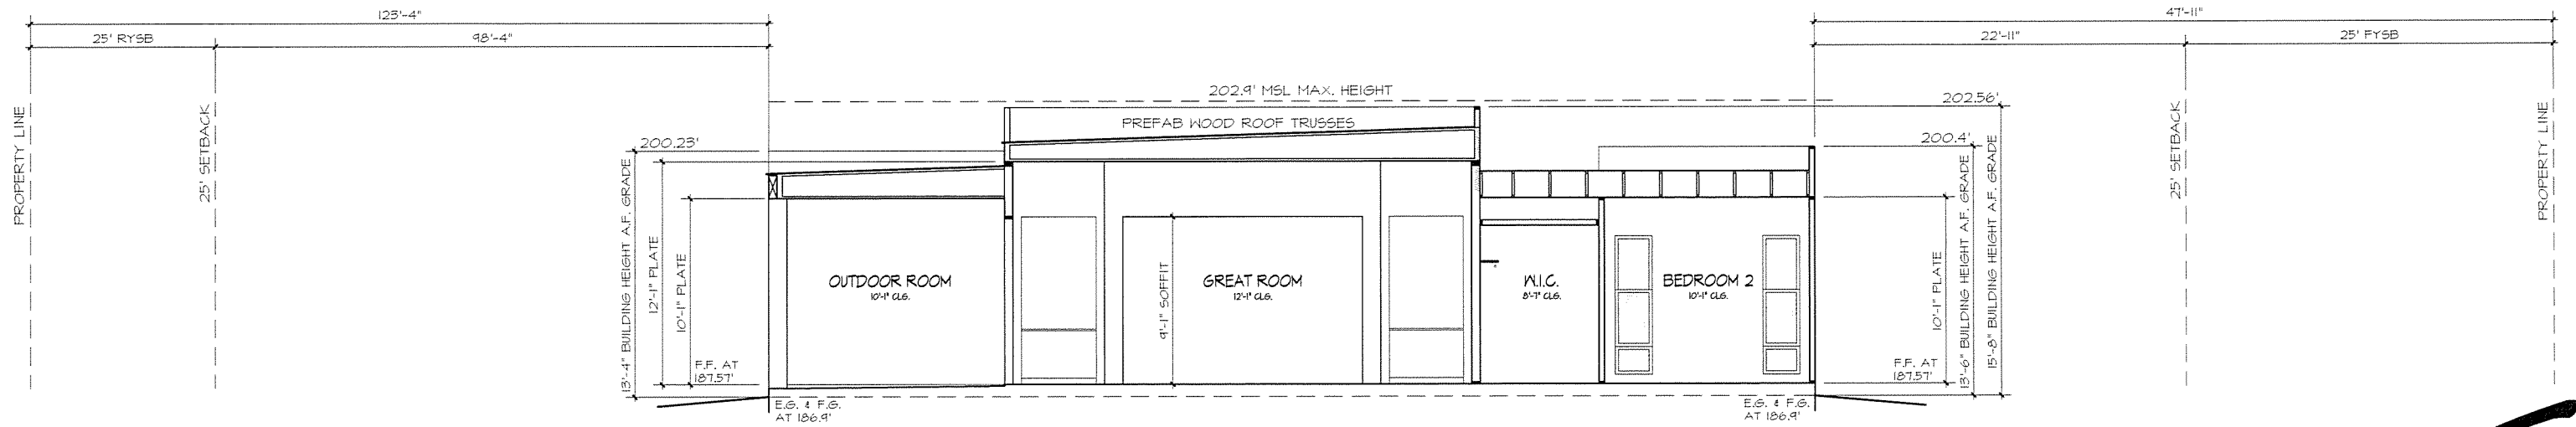 123'-4"
47'-11"
25' RYSB
98'-4"
22'-11"
25' FYSB
202.9' MSL MAX. HEIGHT
202.56'
PREFAB WOOD ROOF TRUSSES
200.23'
200.4'
PROPERTY LINE
25' SETBACK
13'-4" BUILDING HEIGHT A.F. GRADE
12'-1" PLATE
10'-1" PLATE
OUTDOOR ROOM
10'-1" CLG.
9'-1" SOFFIT
GREAT ROOM
12'-1" CLG.
W.I.C.
8'-7" CLG.
BEDROOM 2
10'-1" CLG.
10'-1" PLATE
13'-6" BUILDING HEIGHT A.F. GRADE
15'-8" BUILDING HEIGHT A.F. GRADE
25' SETBACK
PROPERTY LINE
F.F. AT
187.57'
F.F. AT
187.57'
E.G. & F.G.
AT 186.9'
E.G. & F.G.
AT 186.9'